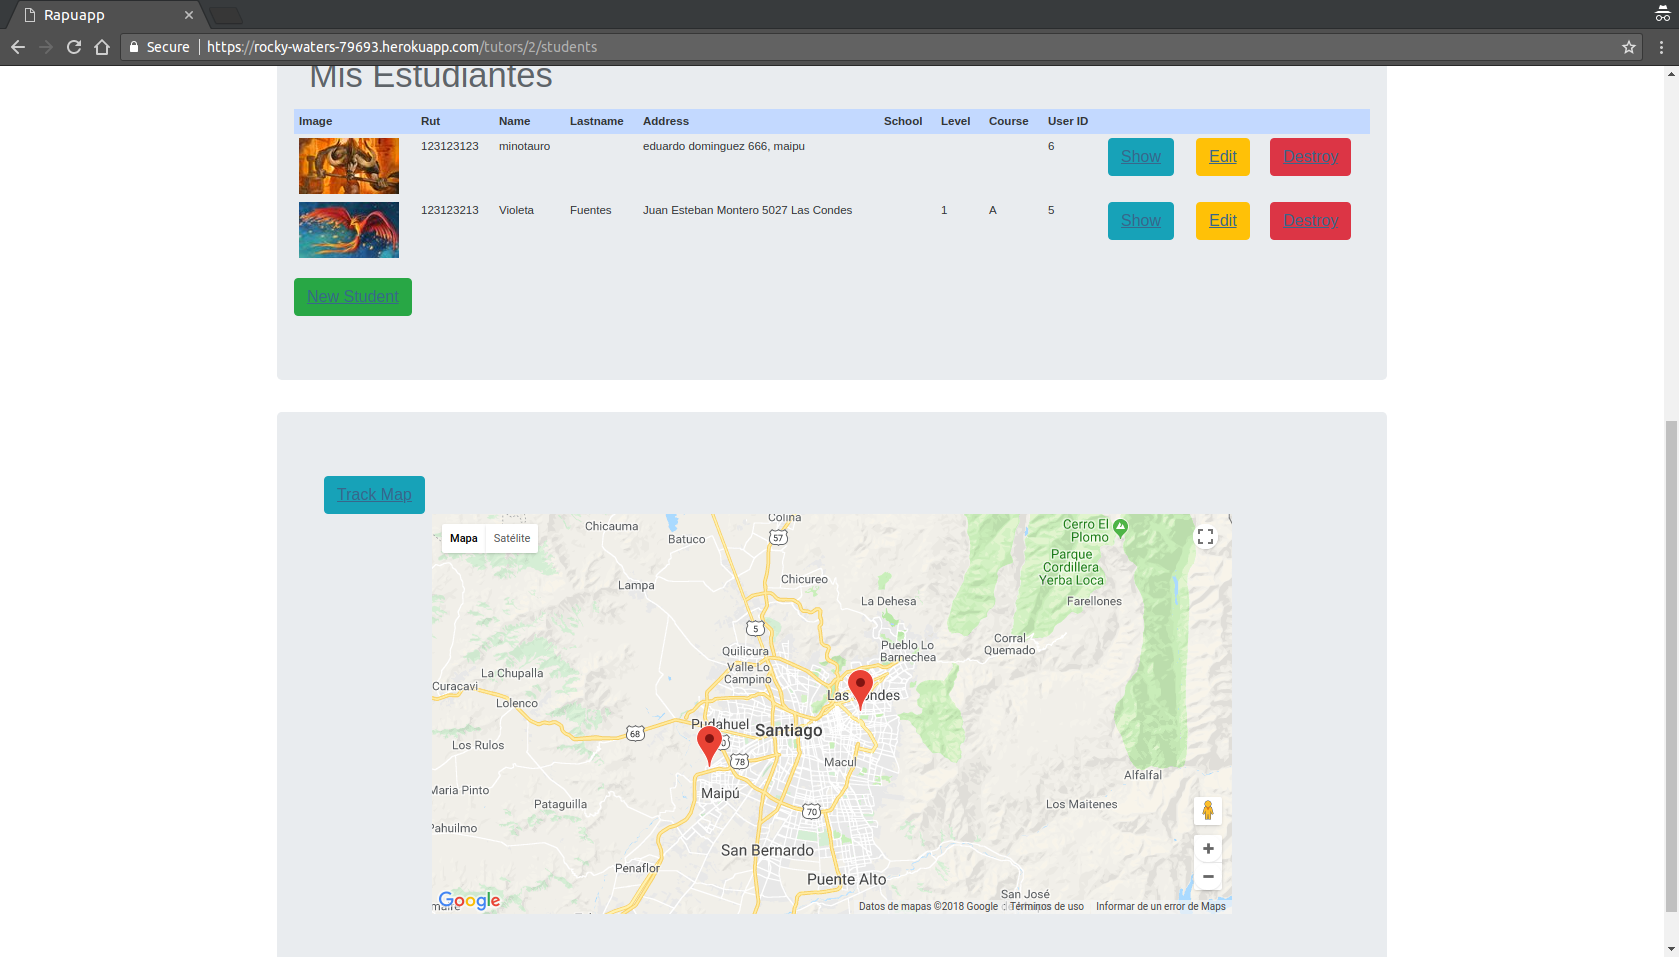 Rapuapp
Secure https://rocky-waters-79693.herokuapp.com/tutors/2/students
Mis Estudiantes
Image Rut Name Lastname Address School Level Course User ID
123123123 minotauro eduardo dominguez 666, maipu 6 Show Edit Destroy
123123213 Violeta Fuentes Juan Esteban Montero 5027 Las Condes 1 A 5 Show Edit Destroy
New Student
Track Map
Mapa Satélite
Chicauma
Colina
Batuco
57
Cerro El
Plomo
Parque
Cordillera
Yerba Loca
Chicureo
Lampa
La Dehesa
Farellones
5
Quilicura
Pueblo Lo
Barnechea
Corral
Quemado
Valle Lo
Campino
La Chupalla
Curacavi
Lolenco
Las Condes
Pudahuel
Santiago
68
Los Rulos
78
Macul
Alfalfal
Maria Pinto
Maipú
Pataguilla
Los Maitenes
70
Pahuilmo
San Bernardo
Peñaflor
Puente Alto
San José
Google
Datos de mapas ©2018 Google Términos de uso Informar de un error de Maps